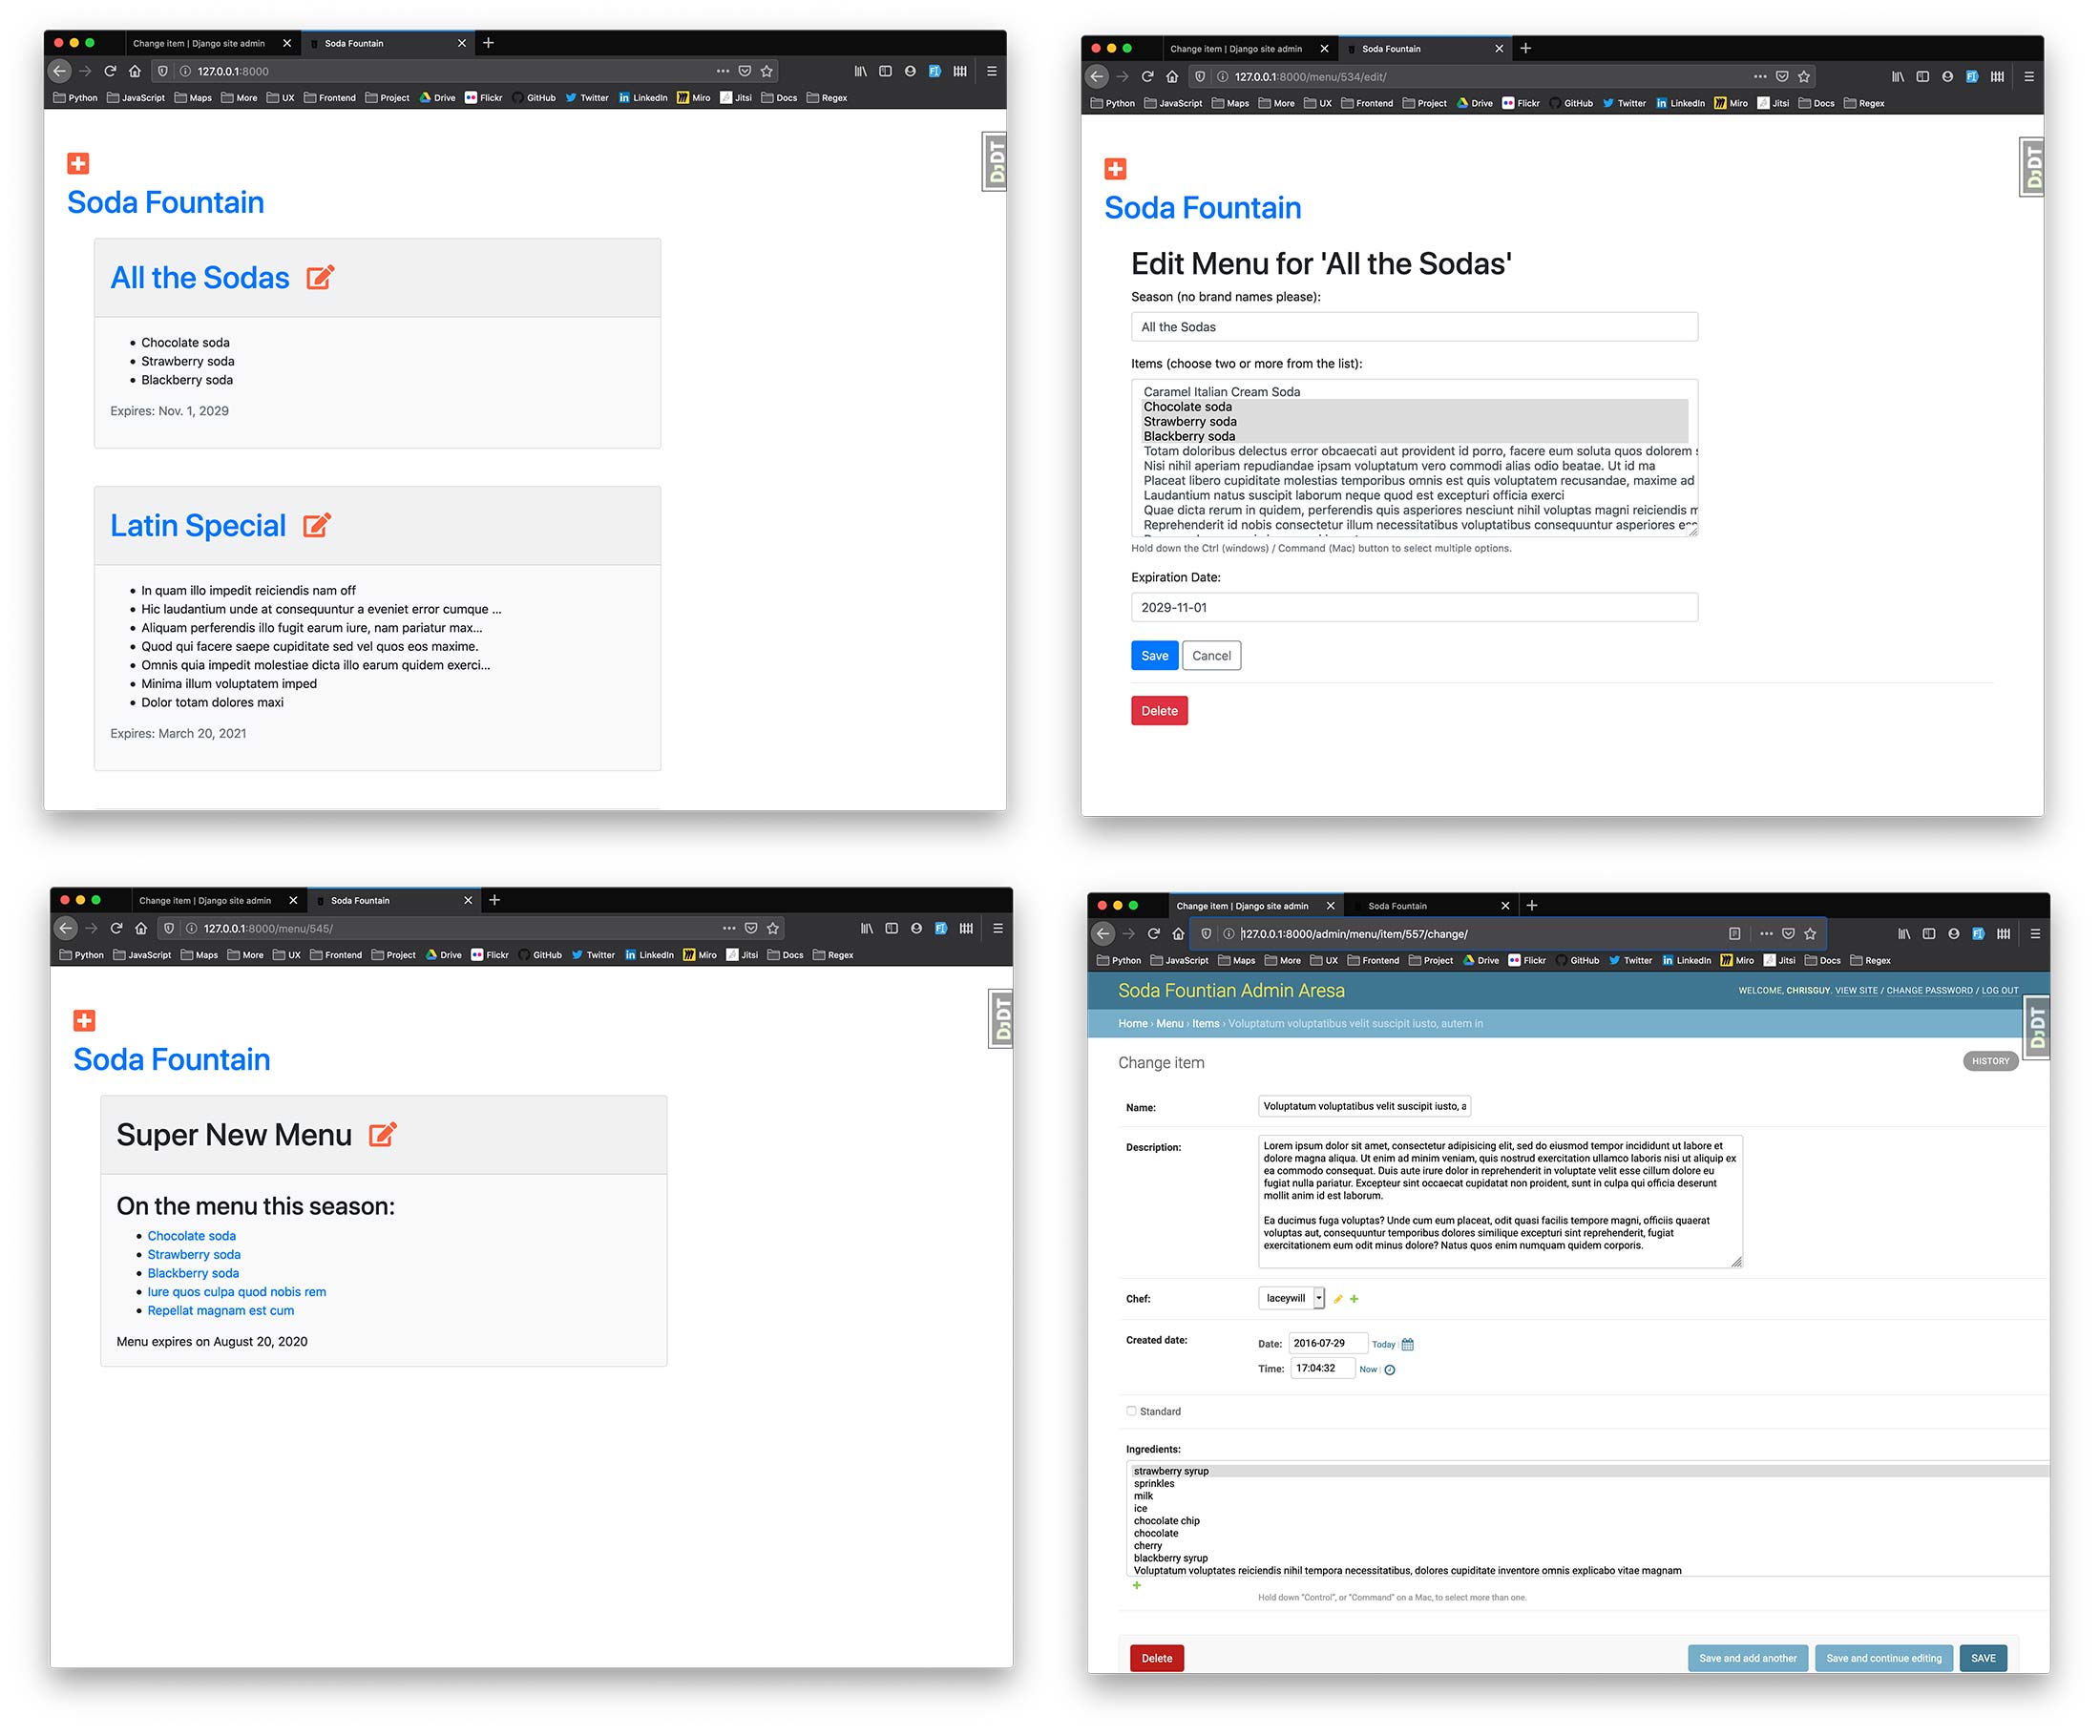 Change item | Django site admin
Soda Fountain
127.0.0.1:8000
Python JavaScript Maps More UX Frontend Project Drive Flickr GitHub Twitter LinkedIn Miro Jitsi Docs Regex
DJDT
Soda Fountain
All the Sodas
Chocolate soda
Strawberry soda
Blackberry soda
Expires: Nov. 1, 2029
Latin Special
In quam illo impedit reiciendis nam off
Hic laudantium unde at consequuntur a eveniet error cumque ...
Aliquam perferendis illo fugit earum iure, nam pariatur max...
Quod qui facere saepe cupiditate sed vel quos eos maxime.
Omnis quia impedit molestiae dicta illo earum quidem exerci...
Minima illum voluptatem imped
Dolor totam dolores maxi
Expires: March 20, 2021
Change item | Django site admin
Soda Fountain
127.0.0.1:8000/menu/534/edit/
Python JavaScript Maps More UX Frontend Project Drive Flickr GitHub Twitter LinkedIn Miro Jitsi Docs Regex
DJDT
Soda Fountain
Edit Menu for 'All the Sodas'
Season (no brand names please):
All the Sodas
Items (choose two or more from the list):
Caramel Italian Cream Soda
Chocolate soda
Strawberry soda
Blackberry soda
Totam doloribus delectus error obcaecati aut provident id porro, facere eum soluta quos dolorem
Nisi nihil aperiam repudiandae ipsam voluptatum vero commodi alias odio beatae. Ut id ma
Placeat libero cupiditate molestias temporibus omnis est quis voluptatem recusandae, maxime ad
Laudantium natus suscipit laborum neque quod est excepturi officia exerci
Quae dicta rerum in quidem, perferendis quis asperiores nesciunt nihil voluptas magni reiciendis
Reprehenderit id nobis consectetur illum necessitatibus voluptatibus consequuntur asperiores
Hold down the Ctrl (windows) / Command (Mac) button to select multiple options.
Expiration Date:
2029-11-01
Save Cancel
Delete
Change item | Django site admin
Soda Fountain
127.0.0.1:8000/menu/545/
Python JavaScript Maps More UX Frontend Project Drive Flickr GitHub Twitter LinkedIn Miro Jitsi Docs Regex
DJDT
Soda Fountain
Super New Menu
On the menu this season:
Chocolate soda
Strawberry soda
Blackberry soda
Iure quos culpa quod nobis rem
Repellat magnam est cum
Menu expires on August 20, 2020
Change item | Django site admin
Soda Fountain
127.0.0.1:8000/admin/menu/item/557/change/
Python JavaScript Maps More UX Frontend Project Drive Flickr GitHub Twitter LinkedIn Miro Jitsi Docs Regex
Soda Fountian Admin Aresa
WELCOME, CHRISGUY. VIEW SITE / CHANGE PASSWORD / LOG OUT
DJDT
Home › Menu › Items › Voluptatum voluptatibus velit suscipit iusto, autem in
Change item
HISTORY
Name:
Voluptatum voluptatibus velit suscipit iusto, a
Description:
Lorem ipsum dolor sit amet, consectetur adipisicing elit, sed do eiusmod tempor incididunt ut labore et
dolore magna aliqua. Ut enim ad minim veniam, quis nostrud exercitation ullamco laboris nisi ut aliquip ex
ea commodo consequat. Duis aute irure dolor in reprehenderit in voluptate velit esse cillum dolore eu
fugiat nulla pariatur. Excepteur sint occaecat cupidatat non proident, sunt in culpa qui officia deserunt
mollit anim id est laborum.
Ea ducimus fuga voluptas? Unde cum eum placeat, odit quasi facilis tempore magni, officiis quaerat
voluptas aut, consequuntur temporibus dolores similique excepturi sint reprehenderit, fugiat
exercitationem eum odit minus dolore? Natus quos enim numquam quidem corporis.
Chef:
laceywill
Created date:
Date: 2016-07-29 Today
Time: 17:04:32 Now
Standard
Ingredients:
strawberry syrup
sprinkles
milk
ice
chocolate chip
chocolate
cherry
blackberry syrup
Voluptatum voluptates reiciendis nihil tempora necessitatibus, dolores cupiditate inventore omnis explicabo vitae magnam
Hold down "Control", or "Command" on a Mac, to select more than one.
Delete
Save and add another
Save and continue editing
SAVE